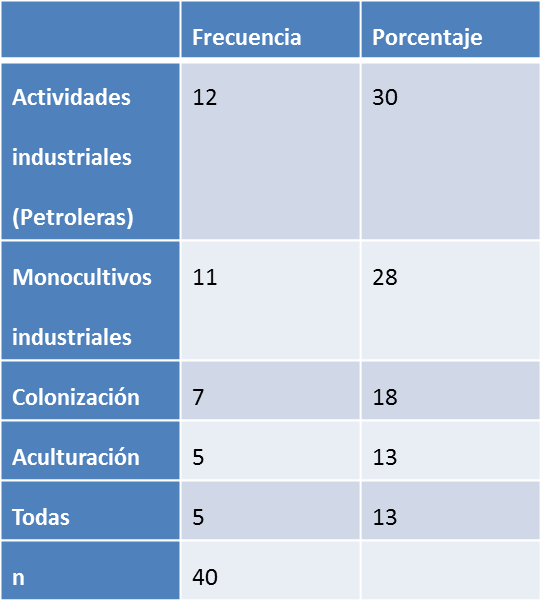 Frecuencia Porcentaje
Actividades 12 30
industriales
(Petroleras)
Monocultivos 11 28
industriales
Colonización 7 18
Aculturación 5 13
Todas 5 13
n 40